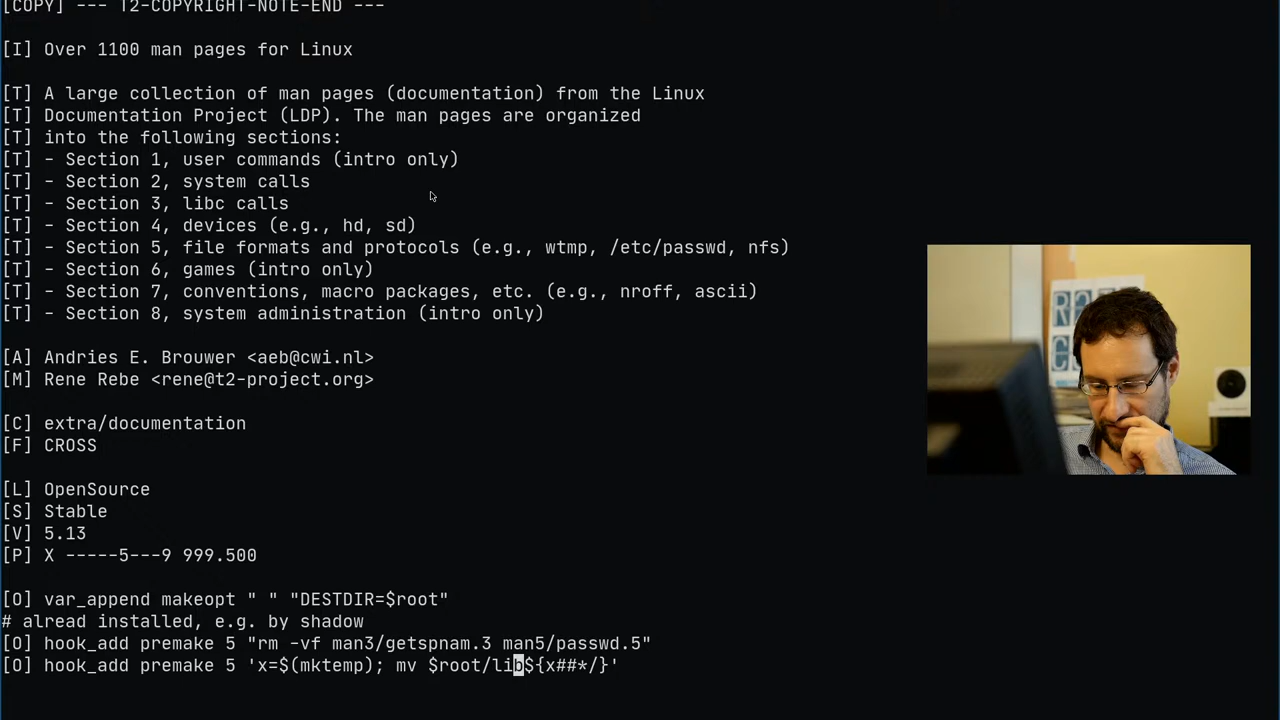 [COPY] --- T2-COPYRIGHT-NOTE-END ---
[I] Over 1100 man pages for Linux
[T] A large collection of man pages (documentation) from the Linux
[T] Documentation Project (LDP). The man pages are organized
[T] into the following sections:
[T] - Section 1, user commands (intro only)
[T] - Section 2, system calls
[T] - Section 3, libc calls
[T] - Section 4, devices (e.g., hd, sd)
[T] - Section 5, file formats and protocols (e.g., wtmp, /etc/passwd, nfs)
[T] - Section 6, games (intro only)
[T] - Section 7, conventions, macro packages, etc. (e.g., nroff, ascii)
[T] - Section 8, system administration (intro only)
[A] Andries E. Brouwer <aeb@cwi.nl>
[M] Rene Rebe <rene@t2-project.org>
[C] extra/documentation
[F] CROSS
[L] OpenSource
[S] Stable
[V] 5.13
[P] X -----5---9 999.500
[O] var_append makeopt " " "DESTDIR=$root"
# alread installed, e.g. by shadow
[O] hook_add premake 5 "rm -vf man3/getspnam.3 man5/passwd.5"
[O] hook_add premake 5 'x=$(mktemp); mv $root/lib${x##*/}'